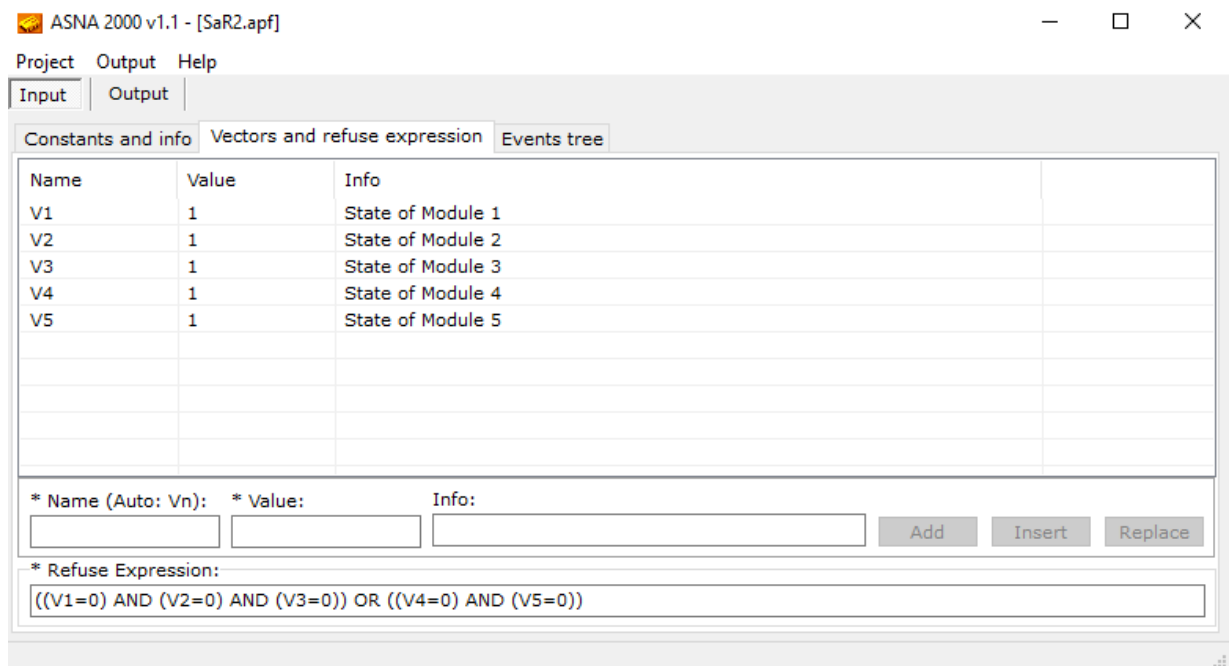 ASNA 2000 v1.1 - [SaR2.apf]
Project Output Help
Input Output
Constants and info Vectors and refuse expression Events tree
Name Value Info
V1 1 State of Module 1
V2 1 State of Module 2
V3 1 State of Module 3
V4 1 State of Module 4
V5 1 State of Module 5
* Name (Auto: Vn): * Value: Info:
Add Insert Replace
* Refuse Expression:
((V1=0) AND (V2=0) AND (V3=0)) OR ((V4=0) AND (V5=0))